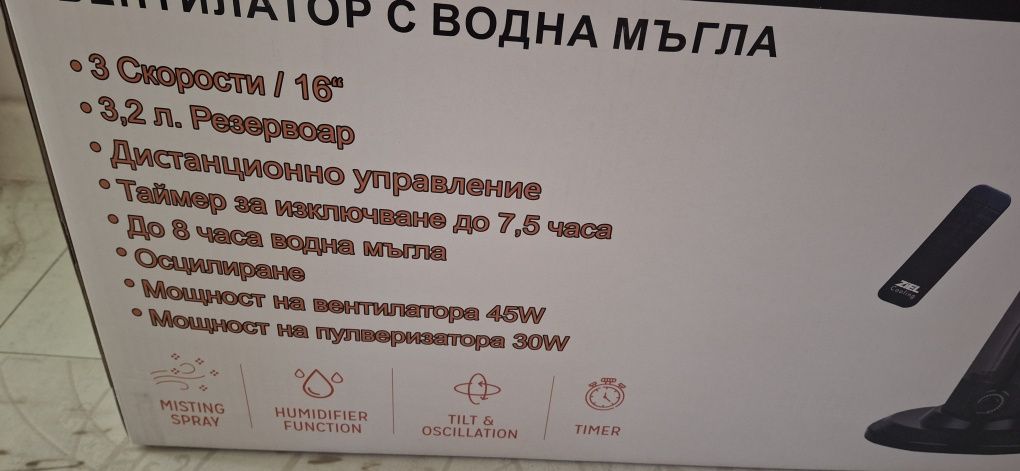 ВЕНТИЛАТОР С ВОДНА МЪГЛА
• 3 Скорости / 16“
• 3,2 л. Резервоар
• Дистанционно управление
• Таймер за изключване до 7,5 часа
• До 8 часа водна мъгла
• Осцилиране
• Мощност на вентилатора 45W
• Мощност на пулверизатора 30W
MISTING
SPRAY
HUMIDIFIER
FUNCTION
TILT &
OSCILLATION
TIMER
ZIEL
Cooling